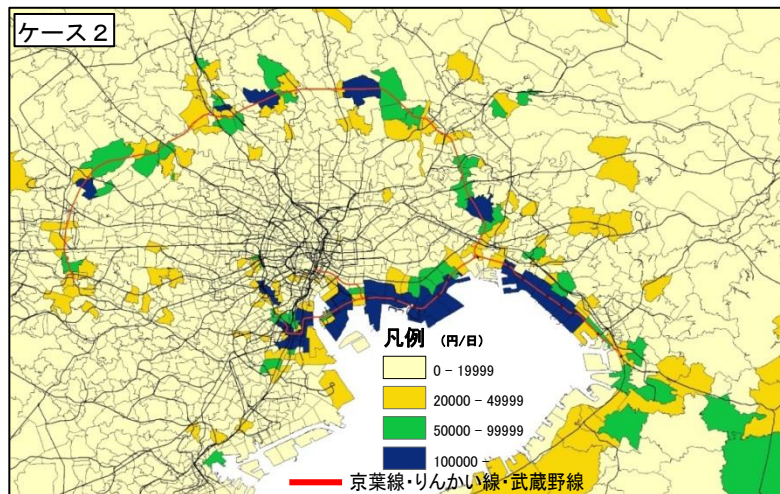 ケース２
凡例 (円/日)
0 - 19999
20000 - 49999
50000 - 99999
100000 -
京葉線・りんかい線・武蔵野線